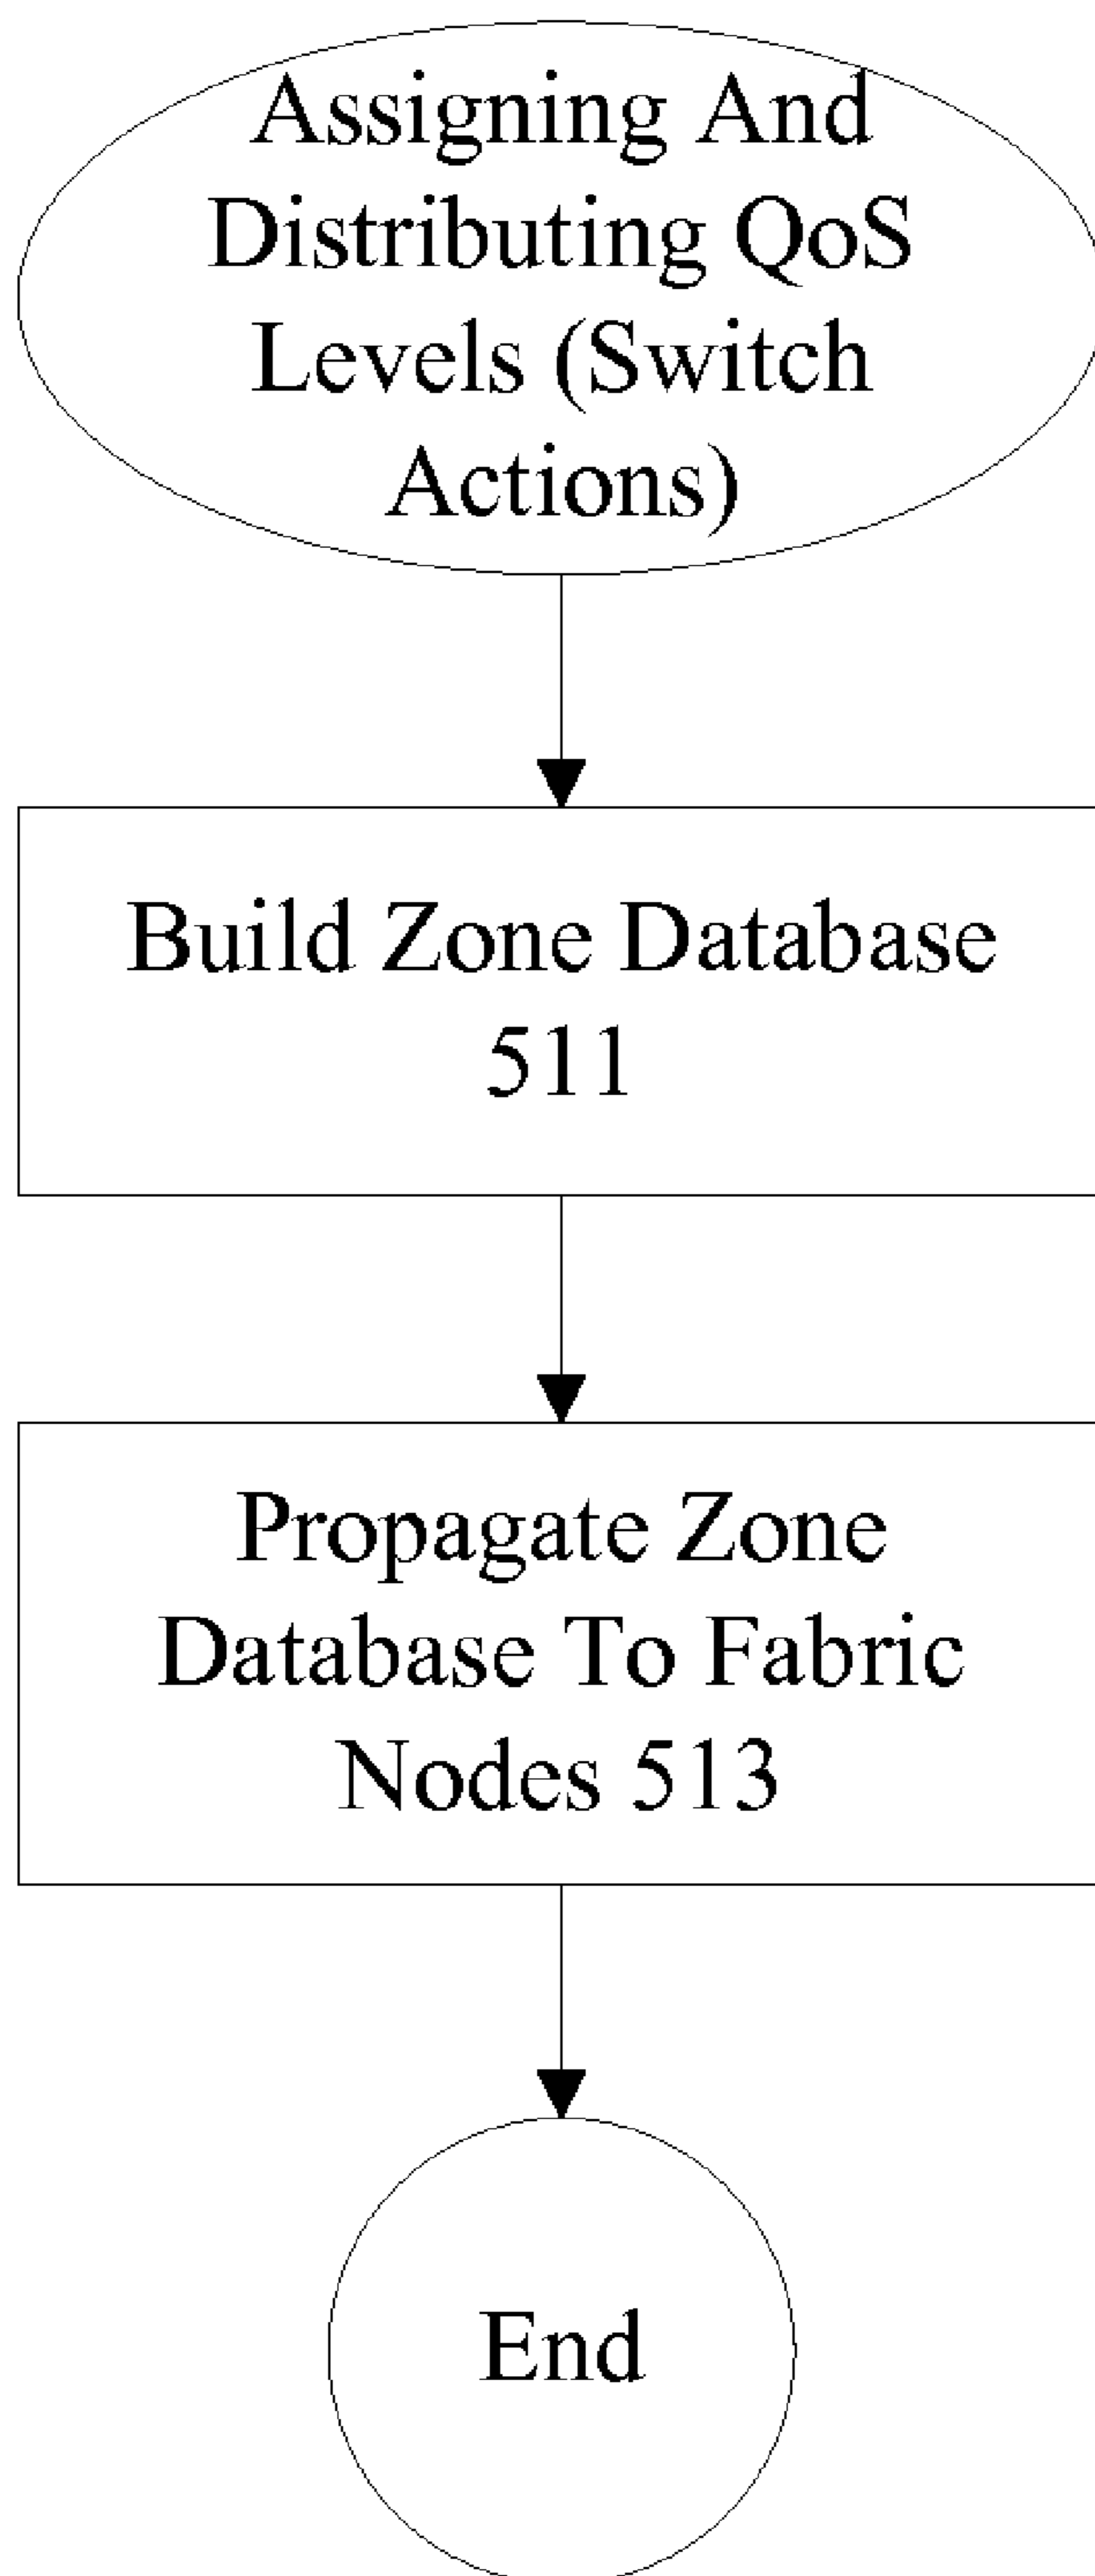 Assigning And
Distributing QoS
Levels (Switch
Actions)
Build Zone Database
511
Propagate Zone
Database To Fabric
Nodes 513
End